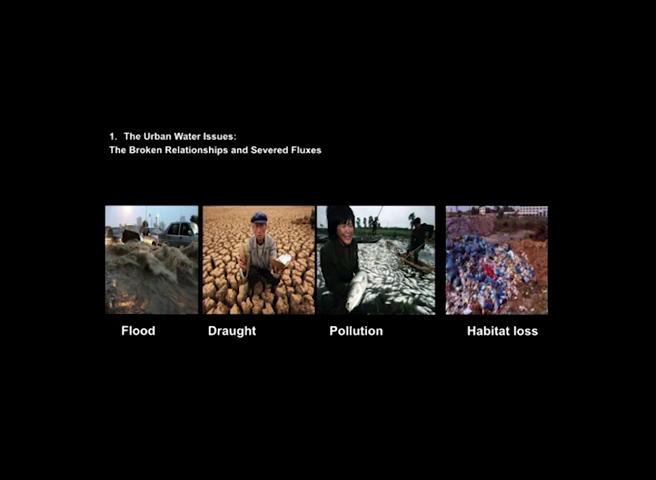 1. The Urban Water Issues:
The Broken Relationships and Severed Fluxes
Flood
Draught
Pollution
Habitat loss